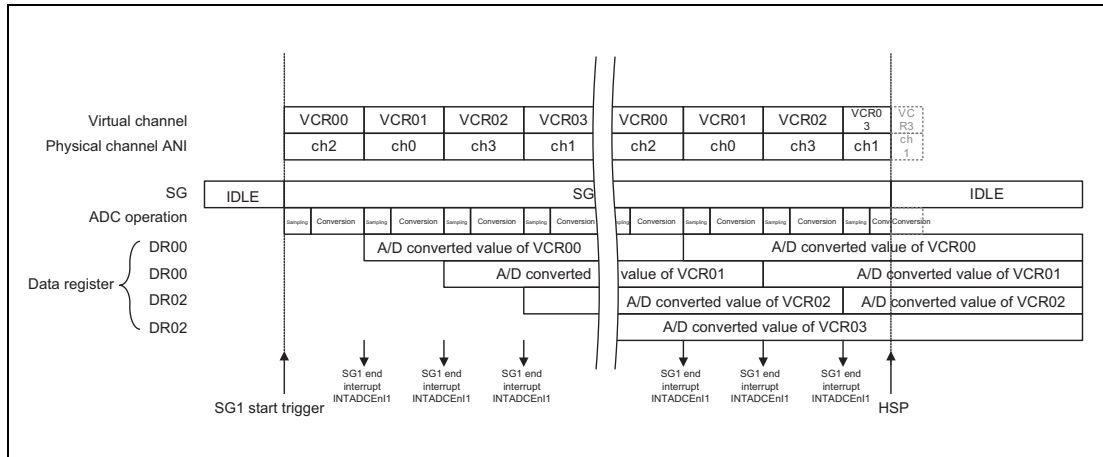 Virtual channel VCR00 VCR01 VCR02 VCR03 VCR00 VCR01 VCR02 VCR0
3 VC
R3
Physical channel ANI ch2 ch0 ch3 ch1 ch2 ch0 ch3 ch1 ch
1
SG IDLE SG IDLE
ADC operation Sampling Conversion Sampling Conversion Sampling Conversion Sampling Conversion Sampling Conversion Sampling Conversion Sampling Conversion Sampling Conv Conversion
Data register
DR00 A/D converted value of VCR00 A/D converted value of VCR00
DR00 A/D converted value of VCR01 A/D converted value of VCR01
DR02 A/D converted value of VCR02 A/D converted value of VCR02
DR02 A/D converted value of VCR03
SG1 end
interrupt
INTADCEnI1
SG1 end
interrupt
INTADCEnI1
SG1 end
interrupt
INTADCEnI1
SG1 end
interrupt
INTADCEnI1
SG1 end
interrupt
INTADCEnI1
SG1 end
interrupt
INTADCEnI1
SG1 start trigger
HSP